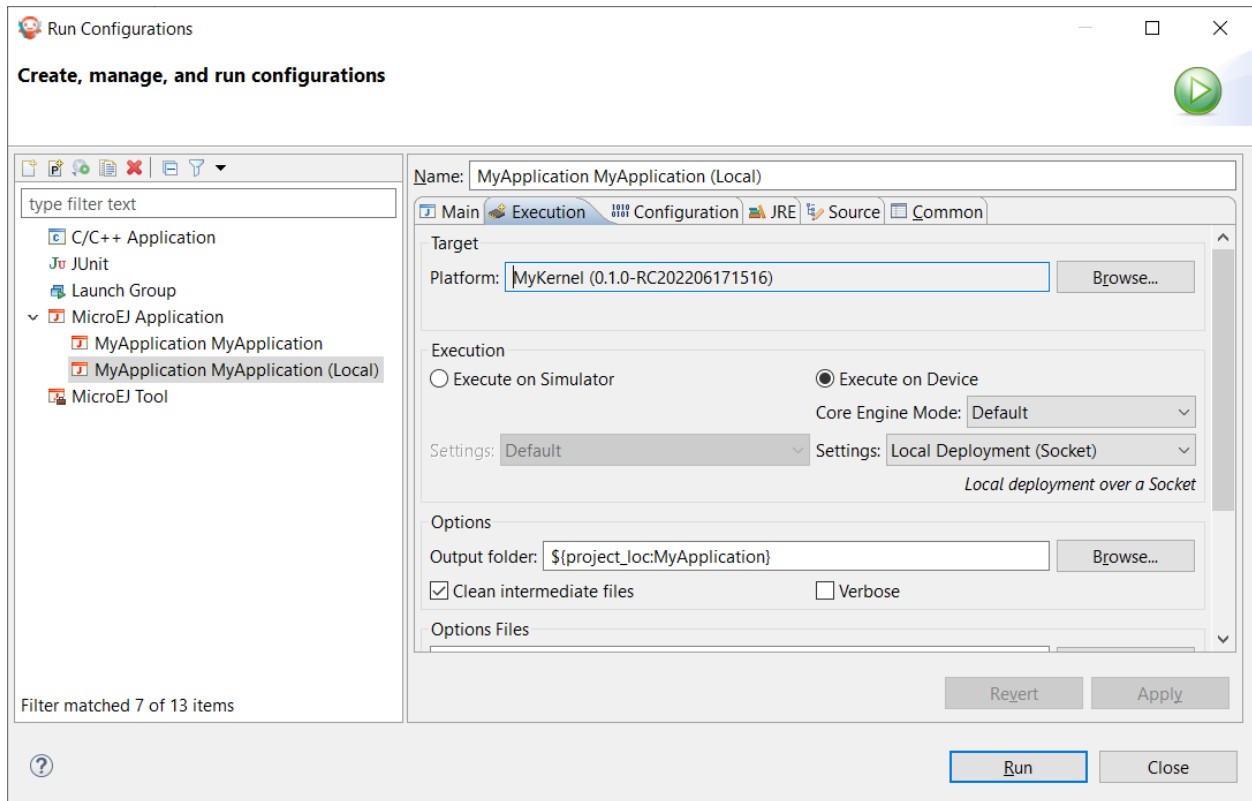 Run Configurations
Create, manage, and run configurations
type filter text
C/C++ Application
JUnit
Launch Group
MicroEJ Application
MyApplication MyApplication
MyApplication MyApplication (Local)
MicroEJ Tool
Filter matched 7 of 13 items
Name: MyApplication MyApplication (Local)
Main Execution Configuration JRE Source Common
Target
Platform: MyKernel (0.1.0-RC202206171516) Browse...
Execution
Execute on Simulator Execute on Device
Core Engine Mode: Default
Settings: Default Settings: Local Deployment (Socket)
Local deployment over a Socket
Options
Output folder: ${project_loc:MyApplication} Browse...
Clean intermediate files Verbose
Options Files
Revert Apply
Run Close